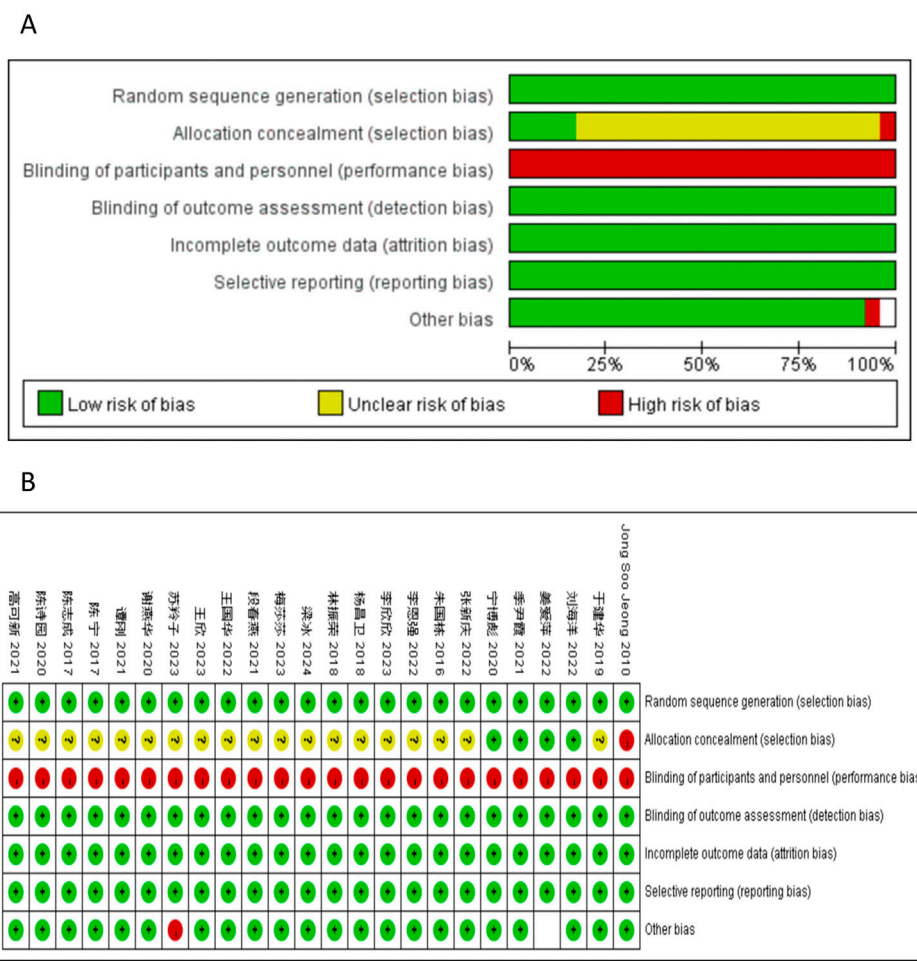 A
Random sequence generation (selection bias)
Allocation concealment (selection bias)
Blinding of participants and personnel (performance bias)
Blinding of outcome assessment (detection bias)
Incomplete outcome data (attrition bias)
Selective reporting (reporting bias)
Other bias
0% 25% 50% 75% 100%
Low risk of bias Unclear risk of bias High risk of bias
B
高可新 2021
陈诗园 2020
陈志成 2017
陈宁 2017
谭刚 2021
谢燕华 2020
苏羚子 2023
王欣 2023
王国华 2022
段春燕 2021
梅莎莎 2023
梁冰 2024
林振荣 2018
杨昌卫 2018
李欣欣 2023
李恩强 2022
朱国栋 2016
张新庆 2022
宁博彪 2020
季尹霞 2021
姜爱萍 2022
刘海洋 2022
于建华 2019
Jong Soo Jeong 2010
Random sequence generation (selection bias)
Allocation concealment (selection bias)
Blinding of participants and personnel (performance bias
Blinding of outcome assessment (detection bias)
Incomplete outcome data (attrition bias)
Selective reporting (reporting bias)
Other bias